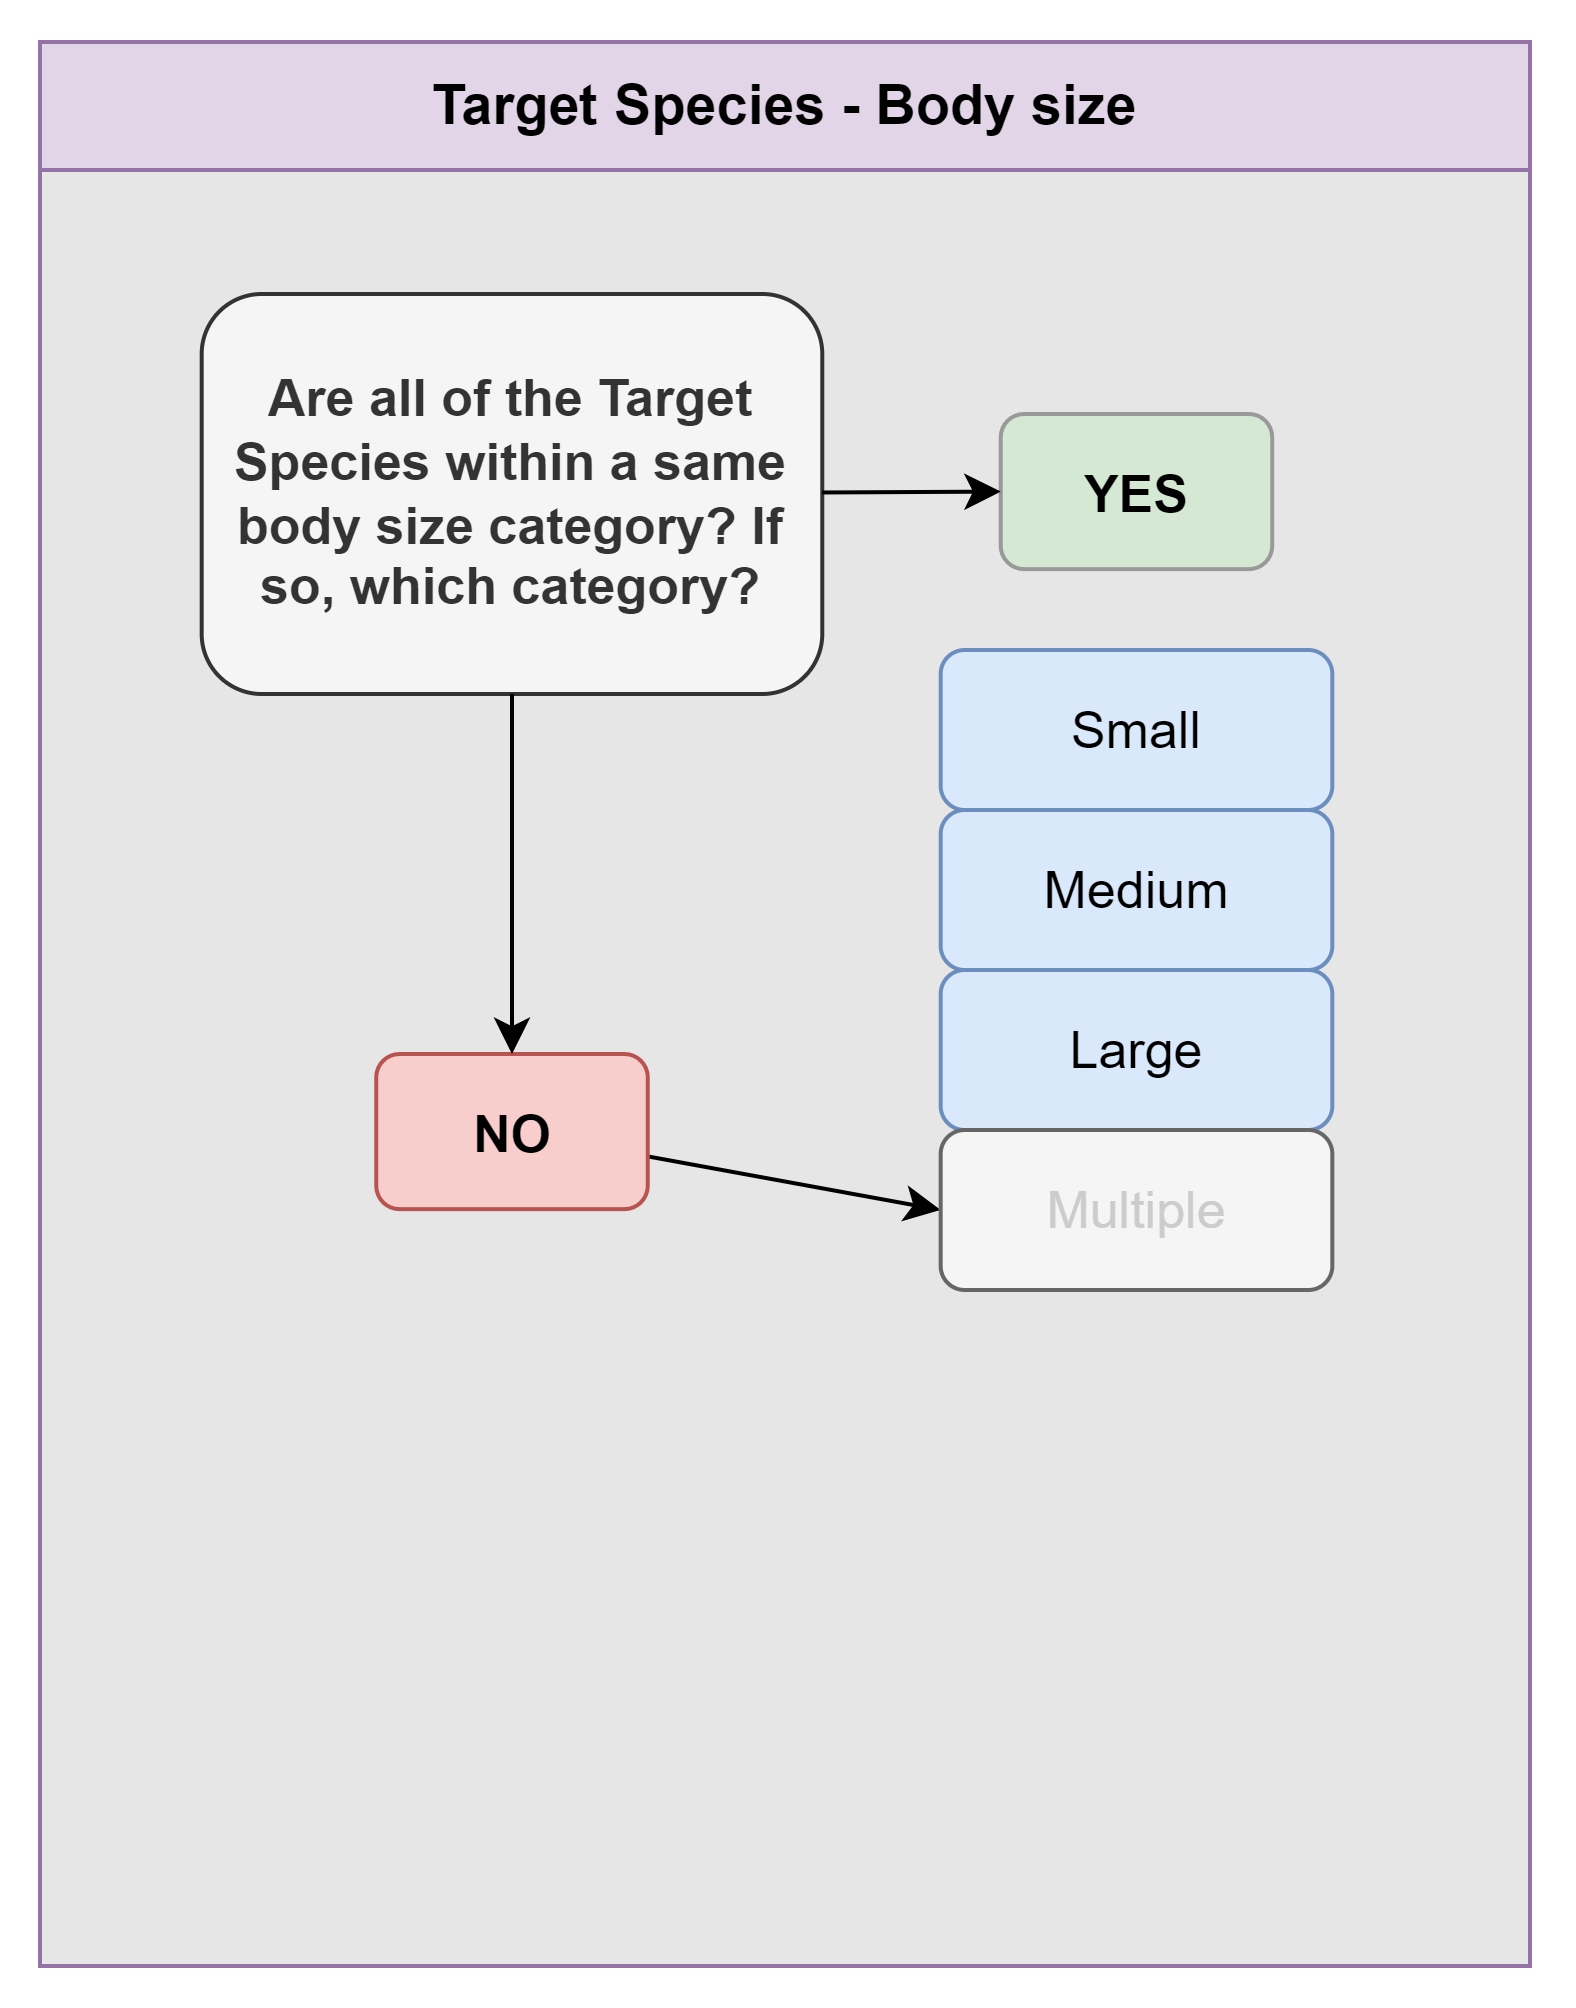 Target Species - Body size
Are all of the Target
Species within a same
body size category? If
so, which category?
YES
Small
Medium
Large
NO
Multiple